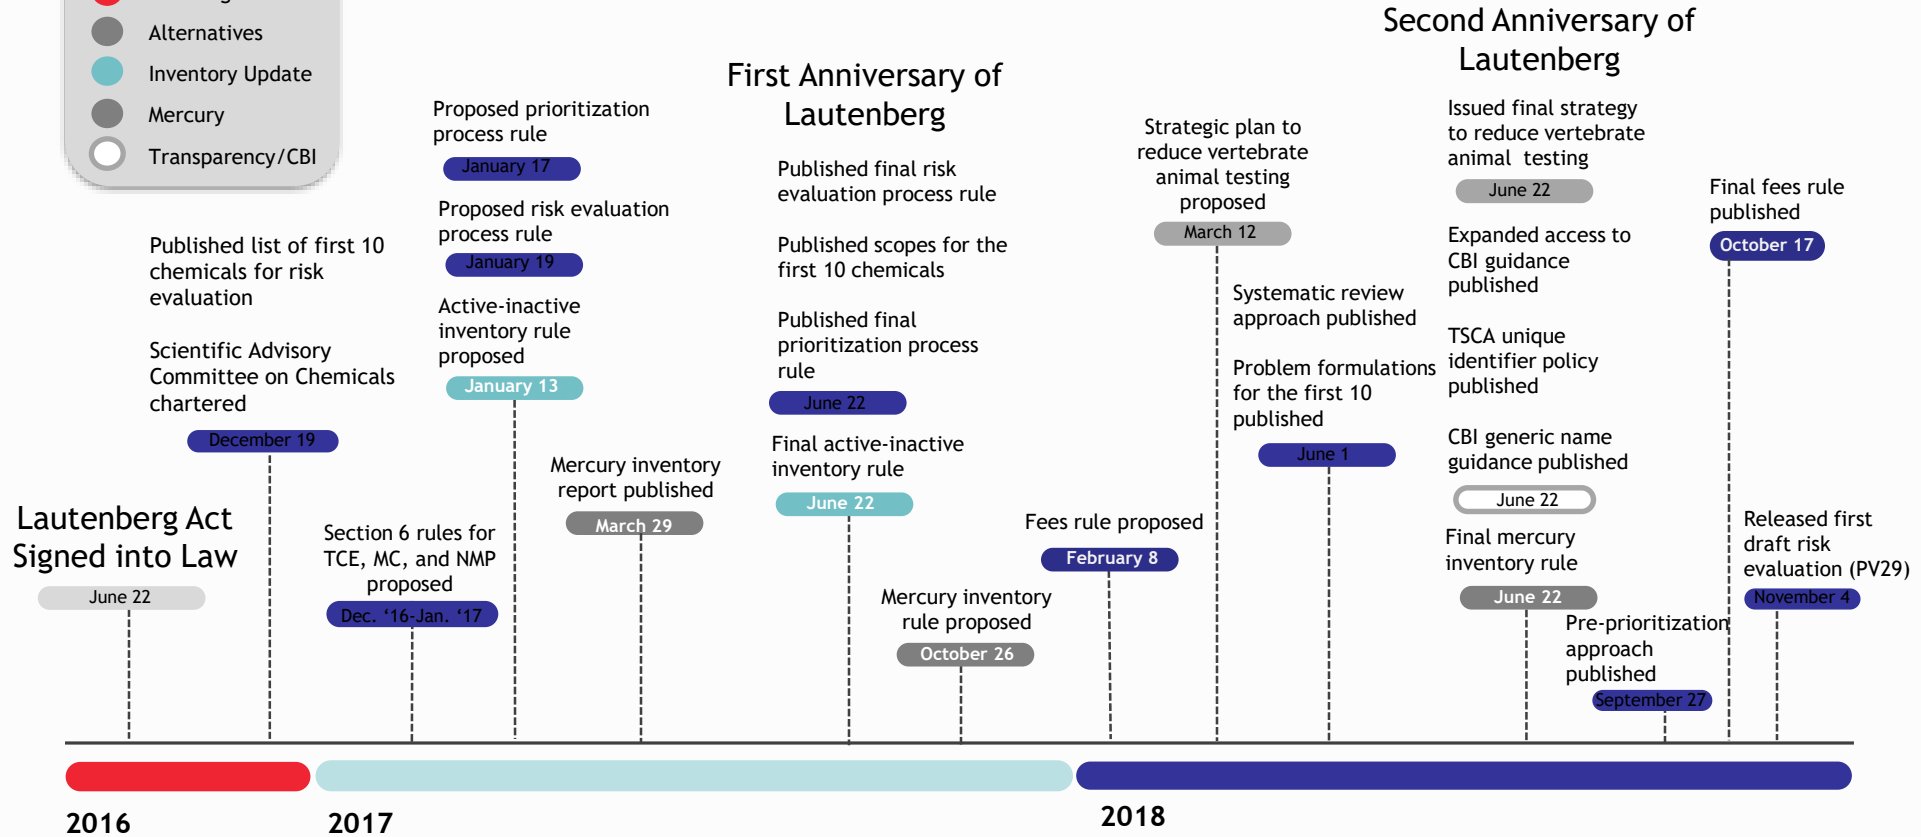 Alternatives
Inventory Update
Mercury
Transparency/CBI
Lautenberg Act
Signed into Law
June 22
Published list of first 10
chemicals for risk
evaluation
Scientific Advisory
Committee on Chemicals
chartered
December 19
Section 6 rules for
TCE, MC, and NMP
proposed
Dec. ‘16-Jan. ‘17
Proposed prioritization
process rule
January 17
Proposed risk evaluation
process rule
January 19
Active-inactive
inventory rule
proposed
January 13
Mercury inventory
report published
March 29
First Anniversary of
Lautenberg
Published final risk
evaluation process rule
Published scopes for the
first 10 chemicals
Published final
prioritization process
rule
June 22
Final active-inactive
inventory rule
June 22
Mercury inventory
rule proposed
October 26
Fees rule proposed
February 8
Strategic plan to
reduce vertebrate
animal testing
proposed
March 12
Systematic review
approach published
Problem formulations
for the first 10
published
June 1
Second Anniversary of
Lautenberg
Issued final strategy
to reduce vertebrate
animal testing
June 22
Expanded access to
CBI guidance
published
TSCA unique
identifier policy
published
CBI generic name
guidance published
June 22
Final mercury
inventory rule
June 22
Pre-prioritization
approach
published
September 27
Final fees rule
published
October 17
Released first
draft risk
evaluation (PV29)
November 4
2016
2017
2018